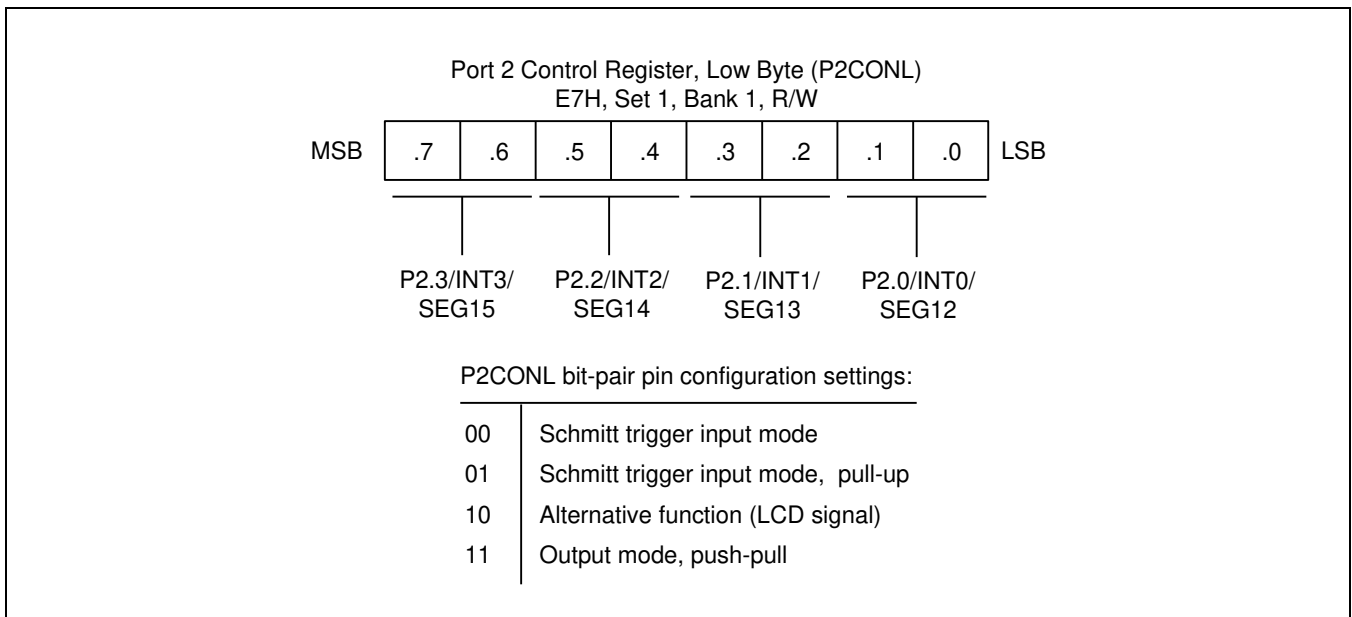 Port 2 Control Register, Low Byte (P2CONL)
E7H, Set 1, Bank 1, R/W
MSB .7 .6 .5 .4 .3 .2 .1 .0 LSB
P2.3/INT3/ P2.2/INT2/ P2.1/INT1/ P2.0/INT0/
SEG15 SEG14 SEG13 SEG12
P2CONL bit-pair pin configuration settings:
00 Schmitt trigger input mode
01 Schmitt trigger input mode, pull-up
10 Alternative function (LCD signal)
11 Output mode, push-pull